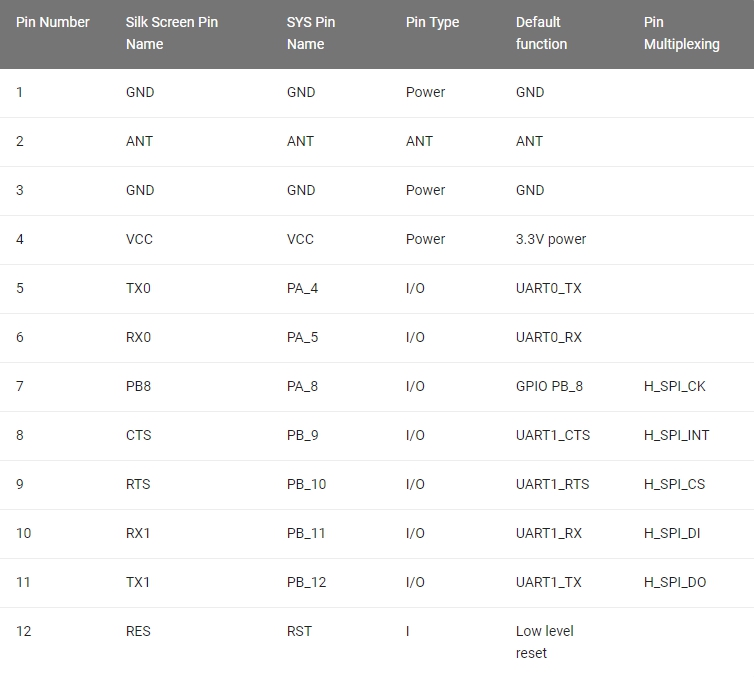 Pin Number Silk Screen Pin Name SYS Pin Name Pin Type Default function Pin Multiplexing
1 GND GND Power GND
2 ANT ANT ANT ANT
3 GND GND Power GND
4 VCC VCC Power 3.3V power
5 TX0 PA_4 I/O UART0_TX
6 RX0 PA_5 I/O UART0_RX
7 PB8 PA_8 I/O GPIO PB_8 H_SPI_CK
8 CTS PB_9 I/O UART1_CTS H_SPI_INT
9 RTS PB_10 I/O UART1_RTS H_SPI_CS
10 RX1 PB_11 I/O UART1_RX H_SPI_DI
11 TX1 PB_12 I/O UART1_TX H_SPI_DO
12 RES RST I Low level reset